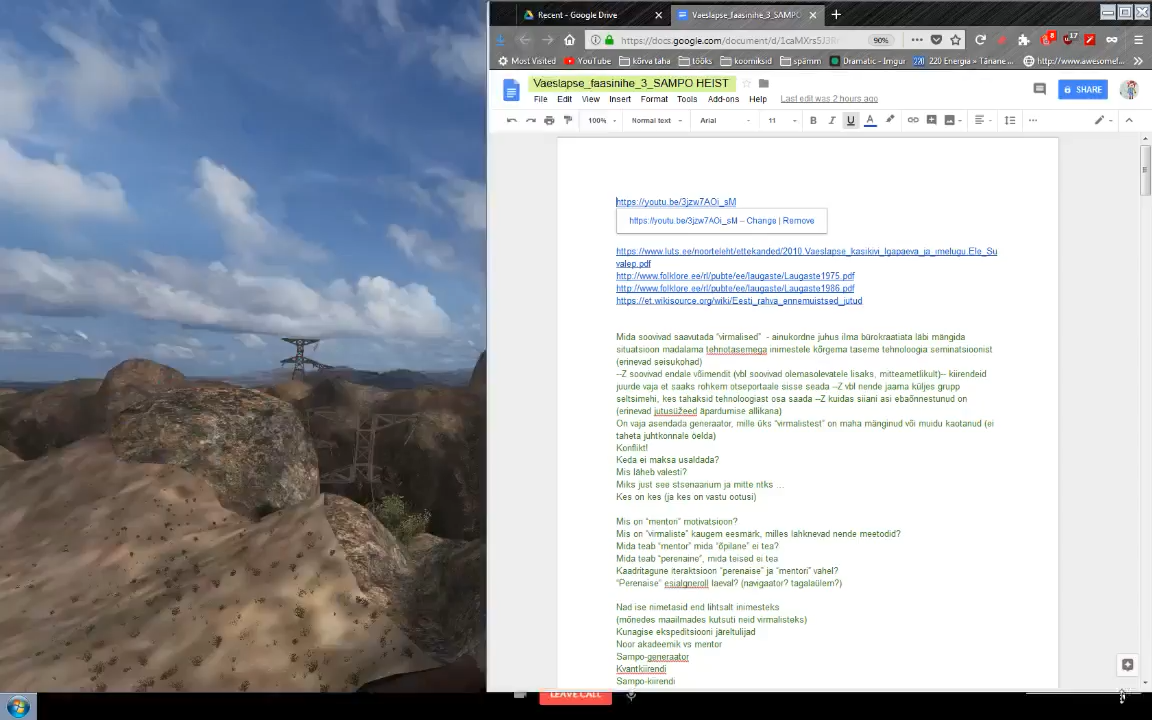 Recent - Google Drive
Vaeslapse_faasinihe_3_SAMPO
https://docs.google.com/document/d/1caMXrs5J3R
90%
8
17
Most Visited
YouTube
kõrva taha
tööks
koomiksid
spämm
Dramatic - Imgur
220 Energia » Tänane ...
http://www.awesomef...
Vaeslapse_faasinihe_3_SAMPO HEIST
SHARE
File Edit View Insert Format Tools Add-ons Help Last edit was 2 hours ago
100% Normal text Arial 11 B I U A
https://youtu.be/3jzw7AOi_sM
https://youtu.be/3jzw7AOi_sM – Change | Remove
https://www.luts.ee/noorteleht/ettekanded/2010.Vaeslapse_kasikivi_Igapaeva_ja_imelugu.Ele_Su
valep.pdf
http://www.folklore.ee/rl/pubte/ee/laugaste/Laugaste1975.pdf
http://www.folklore.ee/rl/pubte/ee/laugaste/Laugaste1986.pdf
https://et.wikisource.org/wiki/Eesti_rahva_ennemuistsed_jutud
Mida soovivad saavutada “virmalised” - ainukordne juhus ilma bürokraatiata läbi mängida
situatsioon madalama tehnotasemega inimestele kõrgema taseme tehnoloogia seminatsioonist
(erinevad seisukohad)
--Z soovivad endale võimendit (vbl soovivad olemasolevatele lisaks, mitteametlikult)-- kiirendeid
juurde vaja et saaks rohkem otseportaale sisse seada --Z vbl nende jaama küljes grupp
seltsimehi, kes tahaksid tehnoloogiast osa saada --Z kuidas siiani asi ebaõnnestunud on
(erinevad jutusüžeed äpardumise allikana)
On vaja asendada generaator, mille üks “virmalistest” on maha mänginud või muidu kaotanud (ei
taheta juhtkonnale öelda)
Konflikt!
Keda ei maksa usaldada?
Mis läheb valesti?
Miks just see stsenaarium ja mitte ntks ...
Kes on kes (ja kes on vastu ootusi)
Mis on “mentori” motivatsioon?
Mis on “virmaliste” kaugem eesmark, milles lahknevad nende meetodid?
Mida teab “mentor” mida “õpilane” ei tea?
Mida teab “perenaine”, mida teised ei tea
Kaadritagune iteraktsioon “perenaise” ja “mentori” vahel?
“Perenaise” esialgneroll laeval? (navigaator? tagalaülem?)
Nad ise nimetasid end lihtsalt inimesteks
(mõnedes maailmades kutsuti neid virmalisteks)
Kunagise ekspeditsiooni järeltulijad
Noor akadeemik vs mentor
Sampo-generaator
Kvantkiirendi
Sampo-kiirendi
LEAVE CALL